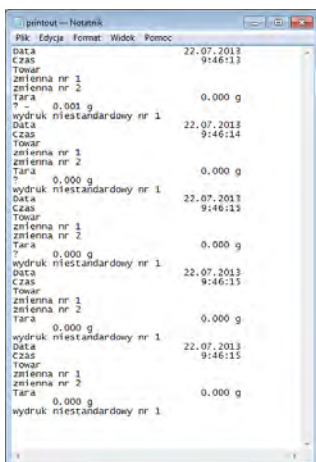 printout — Notatnik
Plik Edycja Format Widok Pomoc
Data 22.07.2013
Czas 9:46:13
Towar
zmienna nr 1
zmienna nr 2
Tara 0.000 g
? - 0.001 g
wydruk niestandardowy nr 1
Data 22.07.2013
Czas 9:46:14
Towar
zmienna nr 1
zmienna nr 2
Tara 0.000 g
? 0.000 g
wydruk niestandardowy nr 1
Data 22.07.2013
Czas 9:46:15
Towar
zmienna nr 1
zmienna nr 2
Tara 0.000 g
? 0.000 g
wydruk niestandardowy nr 1
Data 22.07.2013
Czas 9:46:15
Towar
zmienna nr 1
zmienna nr 2
Tara 0.000 g
0.000 g
wydruk niestandardowy nr 1
Data 22.07.2013
Czas 9:46:15
Towar
zmienna nr 1
zmienna nr 2
Tara 0.000 g
0.000 g
wydruk niestandardowy nr 1